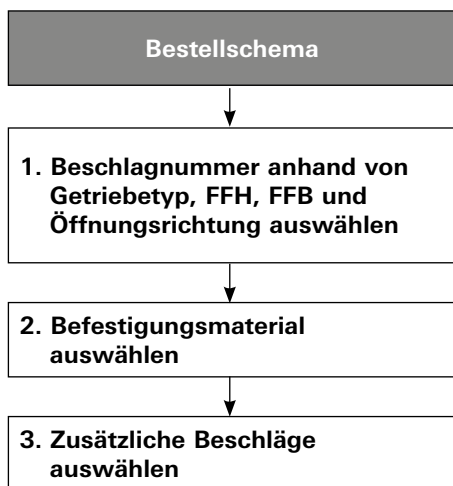 Bestellschema
1. Beschlagnummer anhand von
Getriebetyp, FFH, FFB und
Öffnungsrichtung auswählen
2. Befestigungsmaterial
auswählen
3. Zusätzliche Beschläge
auswählen